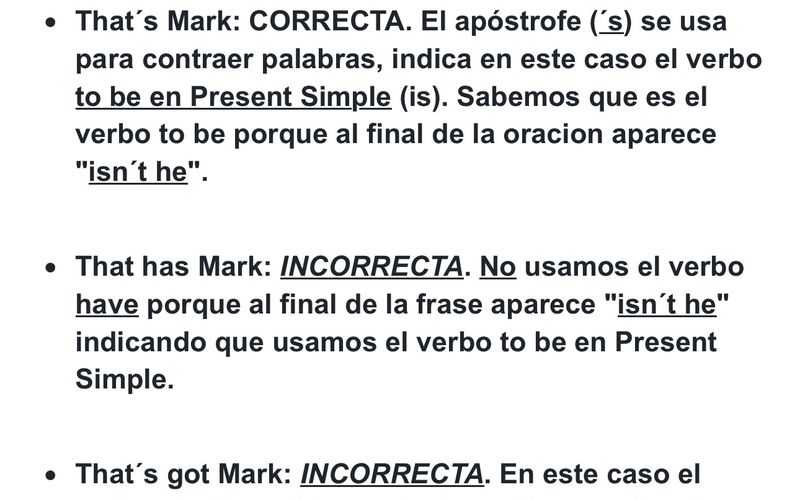 • That´s Mark: CORRECTA. El apóstrofe (´s) se usa
para contraer palabras, indica en este caso el verbo
to be en Present Simple (is). Sabemos que es el
verbo to be porque al final de la oracion aparece
"isn´t he".
• That has Mark: INCORRECTA. No usamos el verbo
have porque al final de la frase aparece "isn´t he"
indicando que usamos el verbo to be en Present
Simple.
• That´s got Mark: INCORRECTA. En este caso el